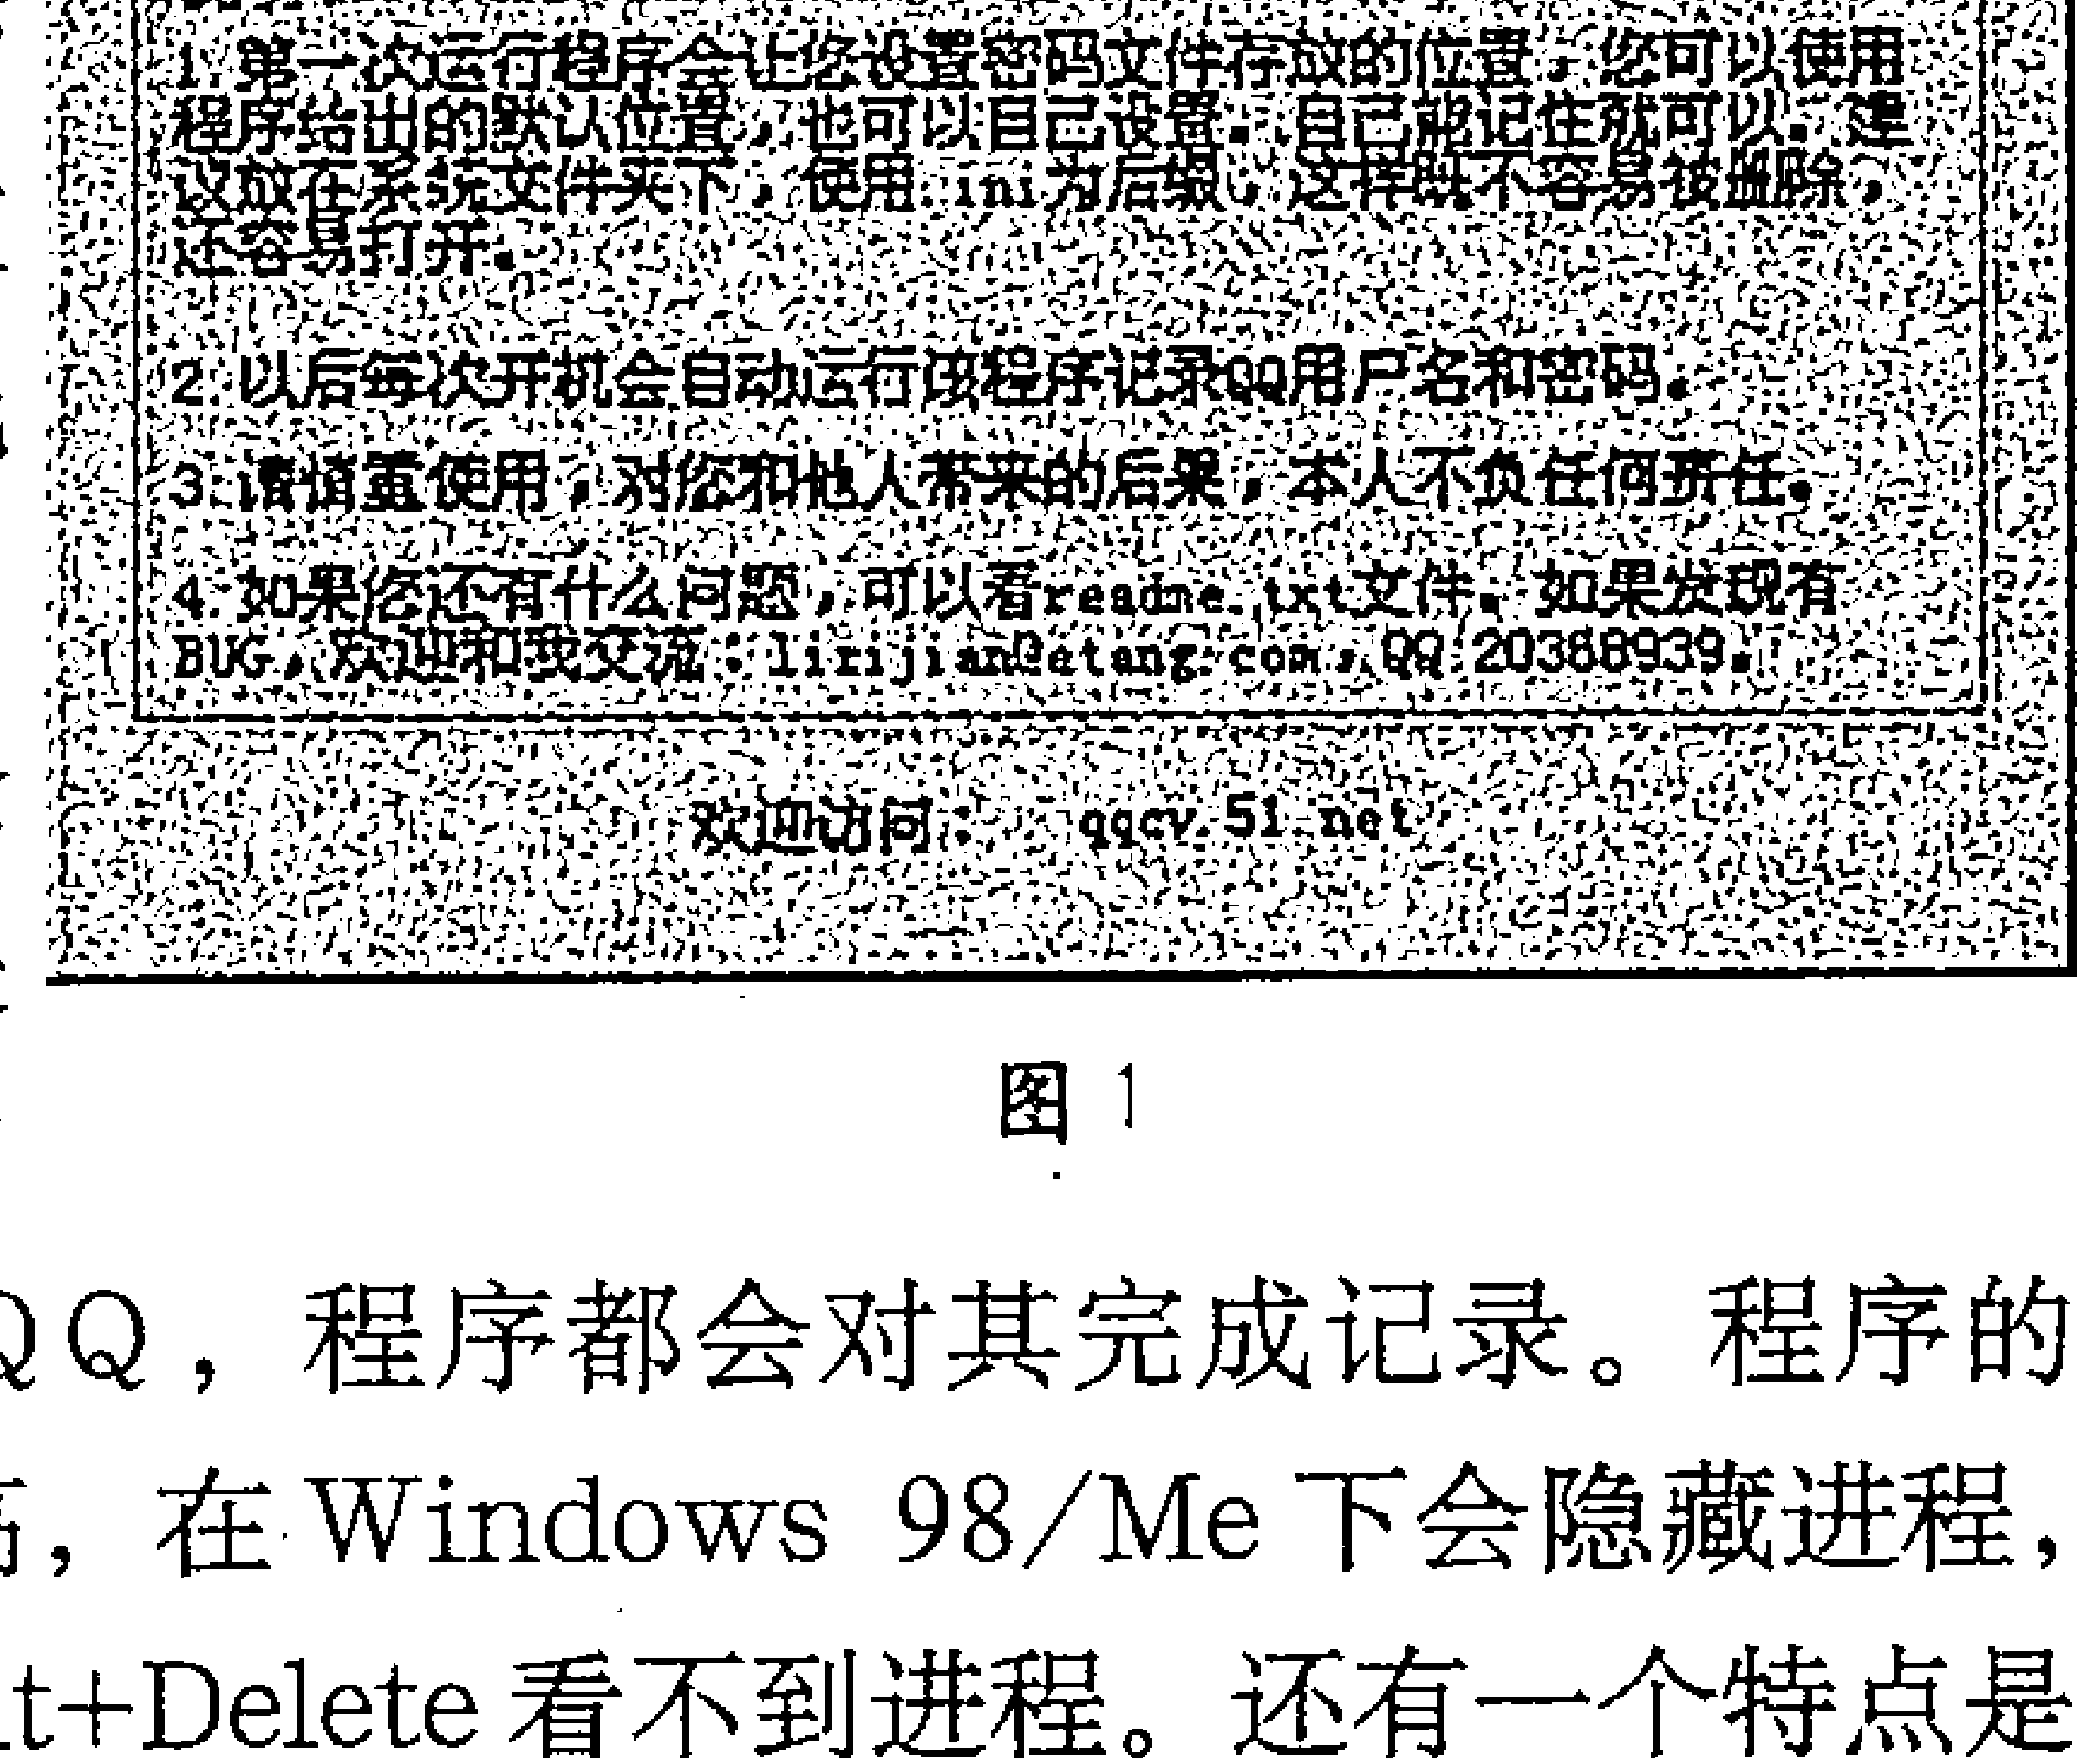 1. 第一次运行程序会让您设置密码文件存放的位置，您可以使用
程序给出的默认位置，也可以自己设置。自己能记住就可以。建
议放在系统文件夹下，使用.ini为后缀，这样既不容易被删除，
还容易打开。
2. 以后每次开机会自动运行该程序记录QQ用户名和密码。
3. 请慎重使用，对您和他人带来的后果，本人不负任何责任。
4. 如果您还有什么问题，可以看readme.txt文件。如果发现有
BUG，欢迎和我交流：lirijian@etang.com，QQ:20368939。
欢迎访问： qqcv.51.net
图 1
QQ，程序都会对其完成记录。程序的
，在 Windows 98/Me 下会隐藏进程，
t+Delete 看不到进程。还有一个特点是